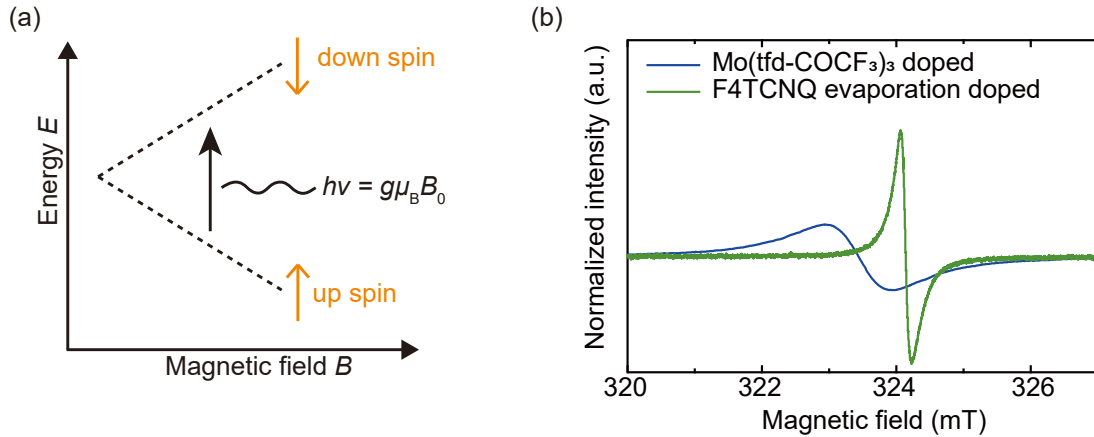 (a)
Energy E
down spin
hν = gμBB0
up spin
Magnetic field B
(b)
Normalized intensity (a.u.)
Mo(tfd-COCF₃)₃ doped
F4TCNQ evaporation doped
320
322
324
326
Magnetic field (mT)